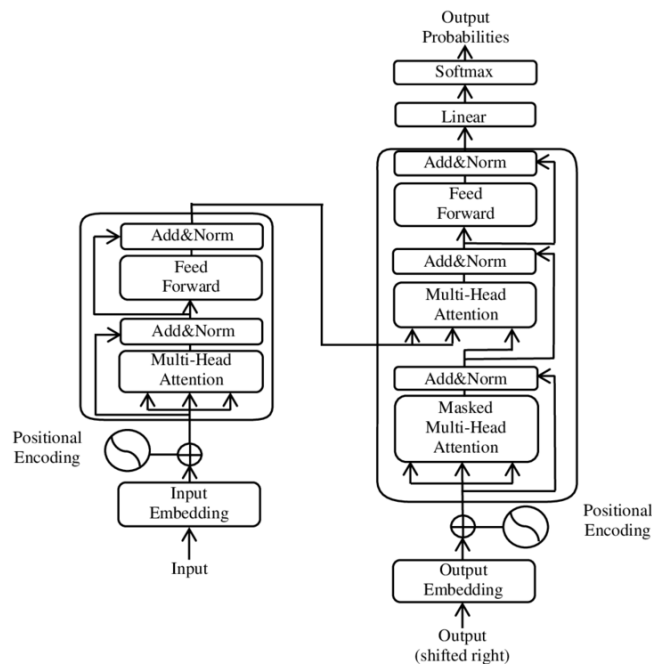 Output
Probabilities
Softmax
Linear
Add&Norm
Feed
Forward
Add&Norm
Multi-Head
Attention
Add&Norm
Masked
Multi-Head
Attention
Positional
Encoding
Output
Embedding
Output
(shifted right)
Add&Norm
Feed
Forward
Add&Norm
Multi-Head
Attention
Positional
Encoding
Input
Embedding
Input